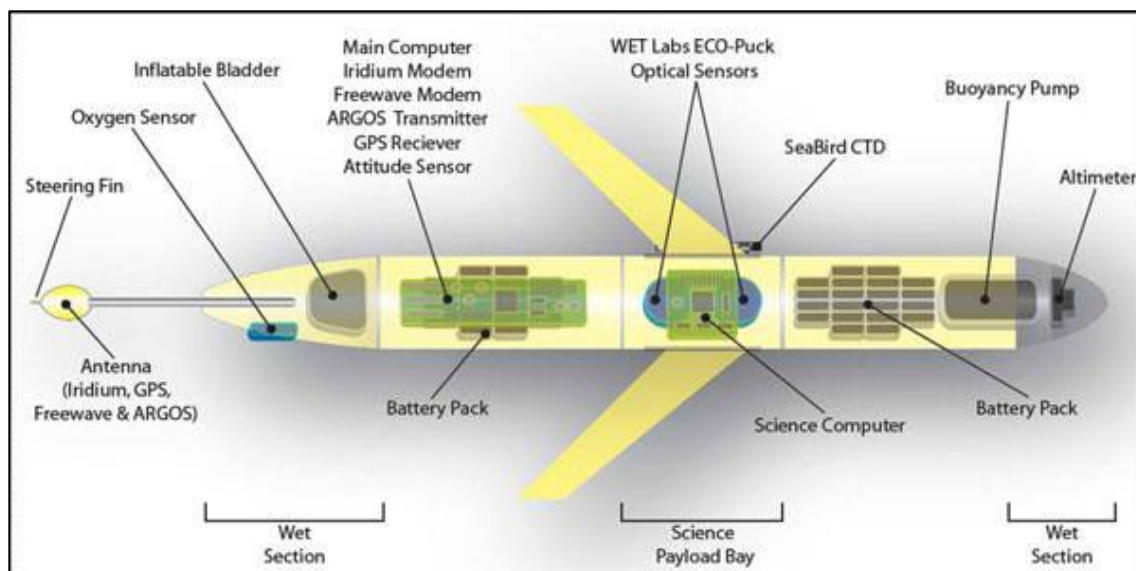 Main Computer
Iridium Modem
Freewave Modem
ARGOS Transmitter
GPS Reciever
Attitude Sensor
Inflatable Bladder
Oxygen Sensor
Steering Fin
WET Labs ECO-Puck
Optical Sensors
SeaBird CTD
Buoyancy Pump
Altimeter
Antenna
(Iridium, GPS,
Freewave & ARGOS)
Battery Pack
Science Computer
Battery Pack
Wet
Section
Science
Payload Bay
Wet
Section